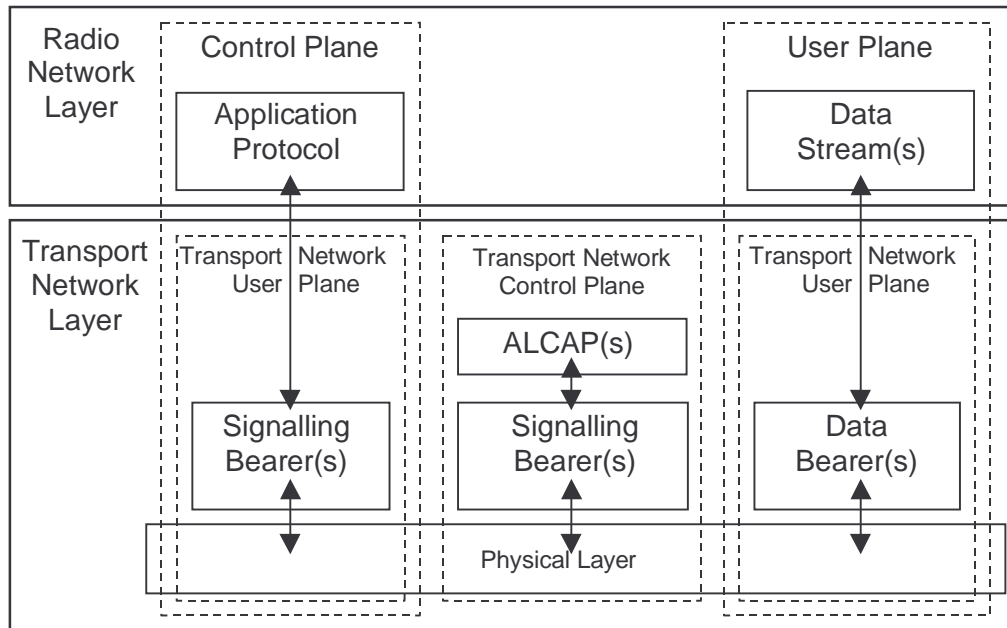 Radio
Network
Layer
Control Plane
User Plane
Application
Protocol
Data
Stream(s)
Transport
Network
Layer
Transport Network
User Plane
Transport Network
Control Plane
Transport Network
User Plane
ALCAP(s)
Signalling
Bearer(s)
Signalling
Bearer(s)
Data
Bearer(s)
Physical Layer